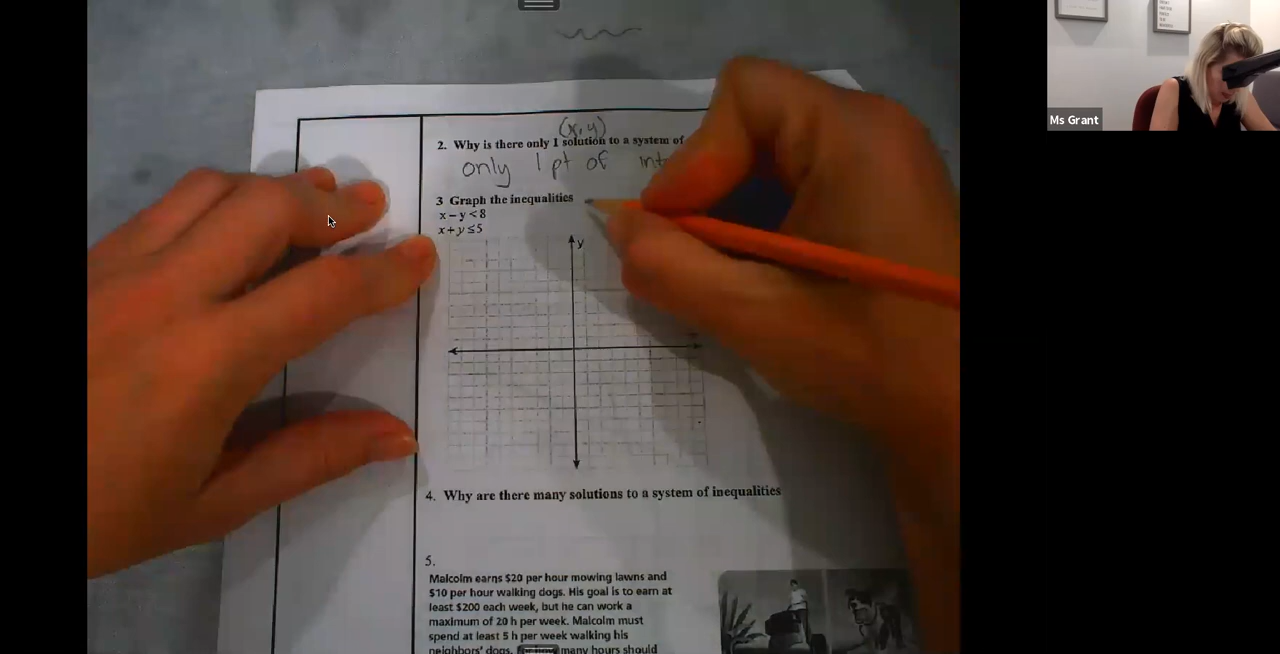 (x, y)
2. Why is there only 1 solution to a system of
only 1 pt of int
3 Graph the inequalities
x – y < 8
x + y ≤ 5
y
4. Why are there many solutions to a system of inequalities
5.
Malcolm earns $20 per hour mowing lawns and
$10 per hour walking dogs. His goal is to earn at
least $200 each week, but he can work a
maximum of 20 h per week. Malcolm must
spend at least 5 h per week walking his
neighbors' dogs. For how many hours should
Ms Grant